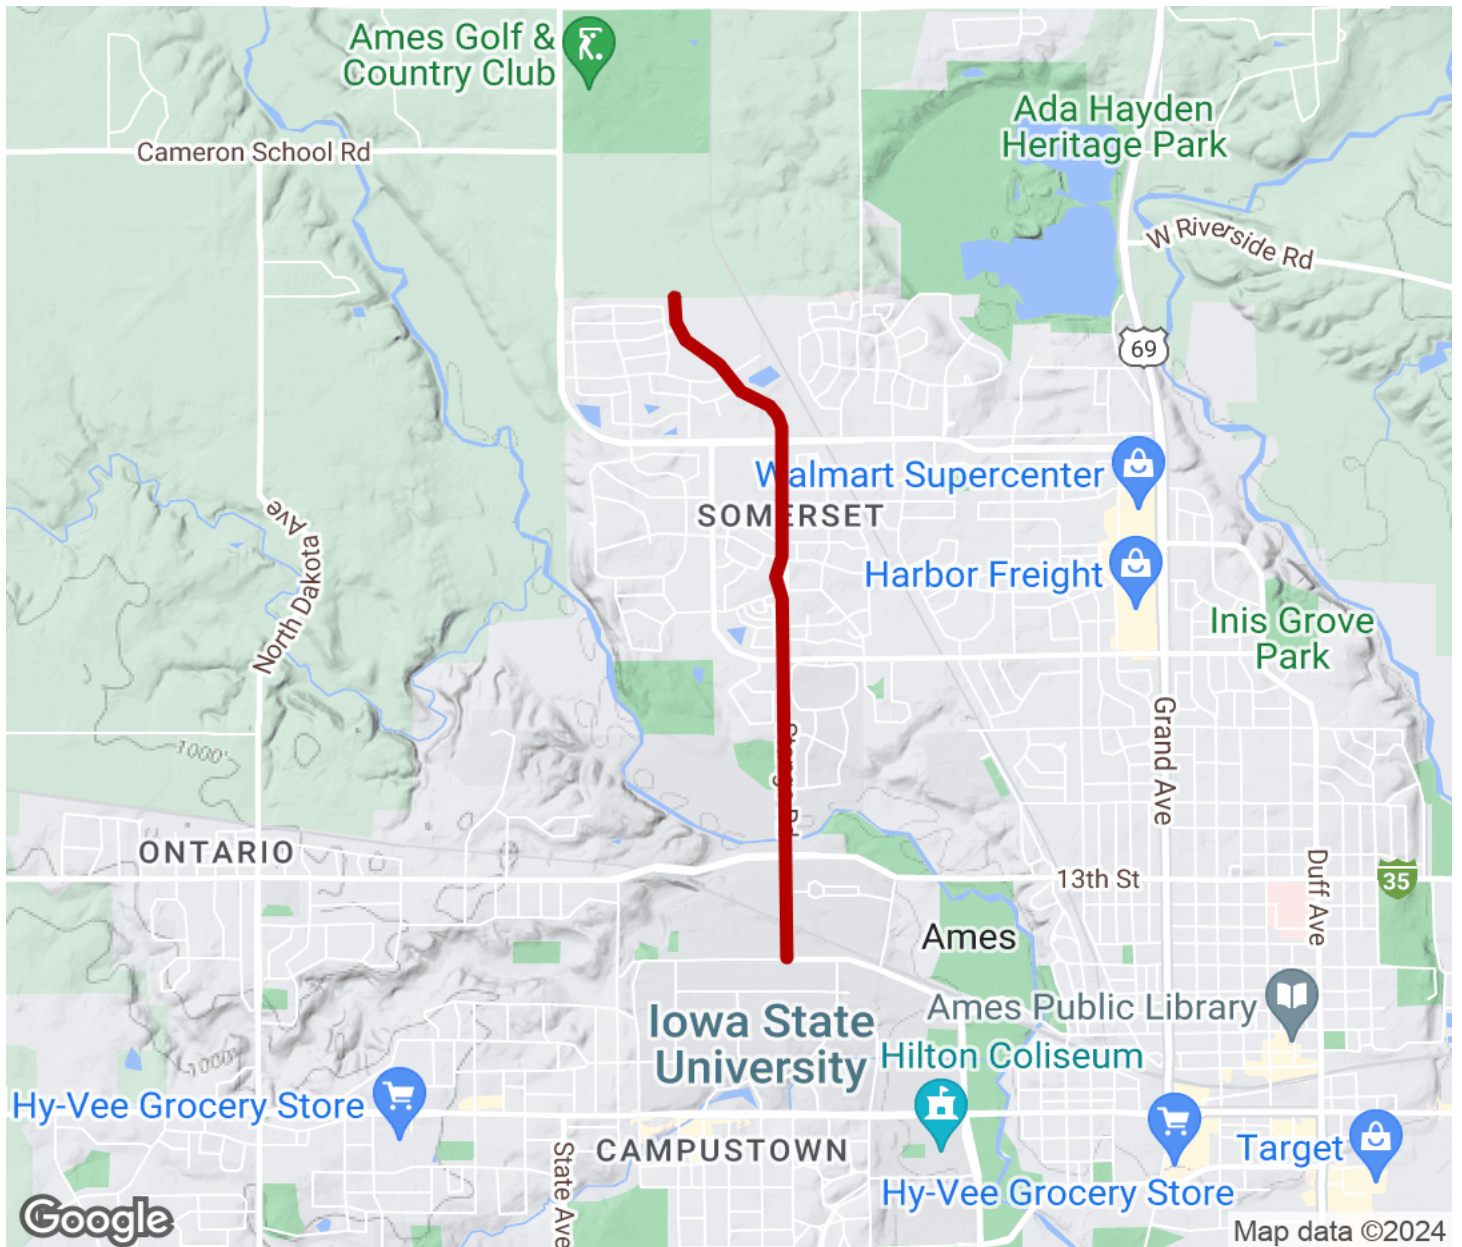 Ames Golf &
Country Club
Ada Hayden
Heritage Park
Cameron School Rd
W Riverside Rd
69
Walmart Supercenter
SOMERSET
North Dakota Ave
Harbor Freight
Inis Grove
Park
Stange Rd
Grand Ave
1000'
ONTARIO
13th St
Duff Ave
35
Ames
Ames Public Library
Iowa State
University
Hilton Coliseum
1000'
Hy-Vee Grocery Store
CAMPUSTOWN
State Ave
Target
Hy-Vee Grocery Store
Google
Map data ©2024